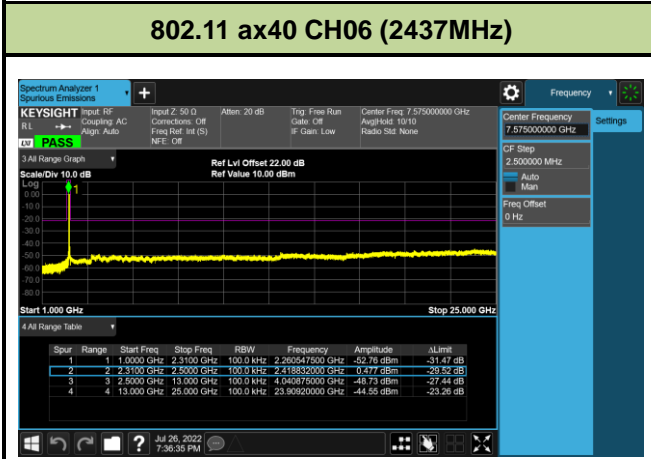 802.11 ax40 CH06 (2437MHz)
Spectrum Analyzer 1
Spurious Emissions
Frequency
KEYSIGHT
R L
LXI PASS
Input: RF
Coupling: AC
Align: Auto
Input Z: 50 Ω
Corrections: Off
Freq Ref: Int (S)
NFE: Off
Atten: 20 dB
Trig: Free Run
Gate: Off
IF Gain: Low
Center Freq: 7.575000000 GHz
Avg|Hold: 10/10
Radio Std: None
Center Frequency
7.575000000 GHz
Settings
CF Step
2.500000 MHz
Auto
Man
Freq Offset
0 Hz
3 All Range Graph
Scale/Div 10.0 dB
Ref Lvl Offset 22.00 dB
Ref Value 10.00 dBm
Log
1
0.00
-10.0
-20.0
-30.0
-40.0
-50.0
-60.0
-70.0
-80.0
Start 1.000 GHz
Stop 25.000 GHz
4 All Range Table
Spur Range Start Freq Stop Freq RBW Frequency Amplitude ΔLimit
1 1 1.0000 GHz 2.3100 GHz 100.0 kHz 2.260547500 GHz -52.76 dBm -31.47 dB
2 2 2.3100 GHz 2.5000 GHz 100.0 kHz 2.418832000 GHz 0.477 dBm -29.52 dB
3 3 2.5000 GHz 13.000 GHz 100.0 kHz 4.040875000 GHz -48.73 dBm -27.44 dB
4 4 13.000 GHz 25.000 GHz 100.0 kHz 23.90920000 GHz -44.55 dBm -23.26 dB
Jul 26, 2022
7:36:35 PM